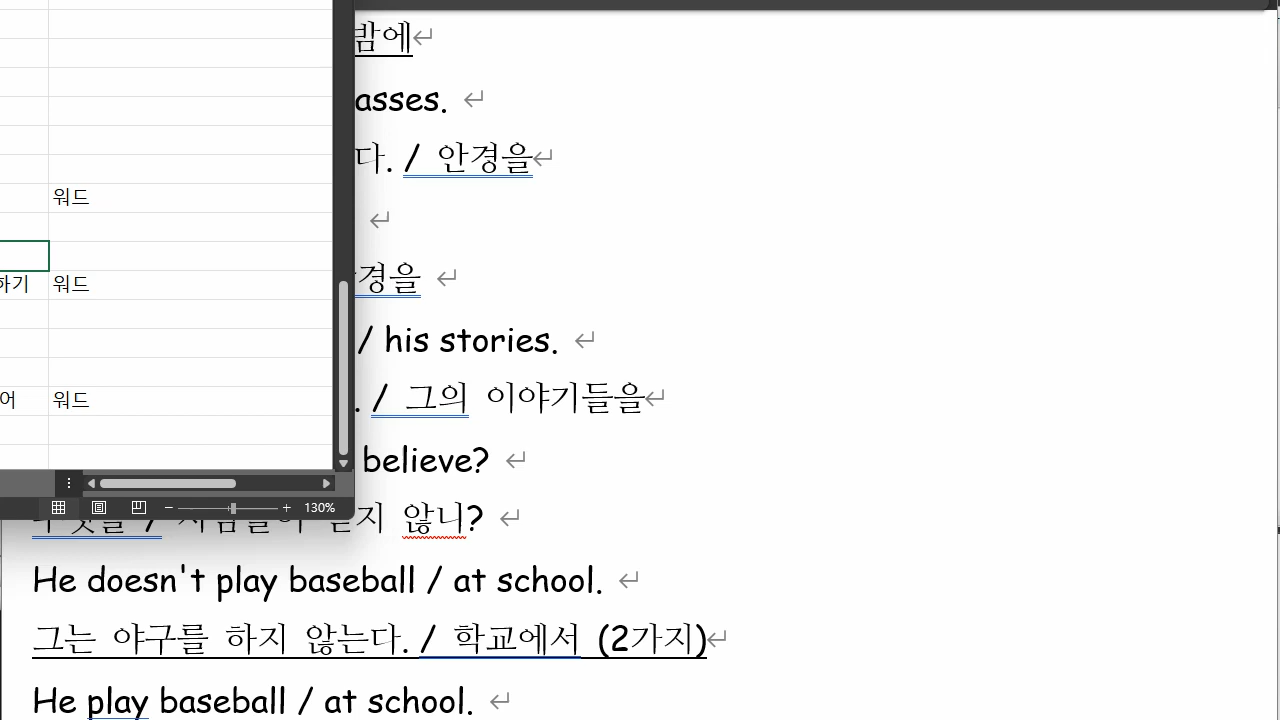 워드
하기 워드
어 워드
130%
밤에
asses.
다. / 안경을
경을
/ his stories.
. / 그의 이야기들을
believe?
않니?
He doesn't play baseball / at school.
그는 야구를 하지 않는다. / 학교에서 (2가지)
He play baseball / at school.